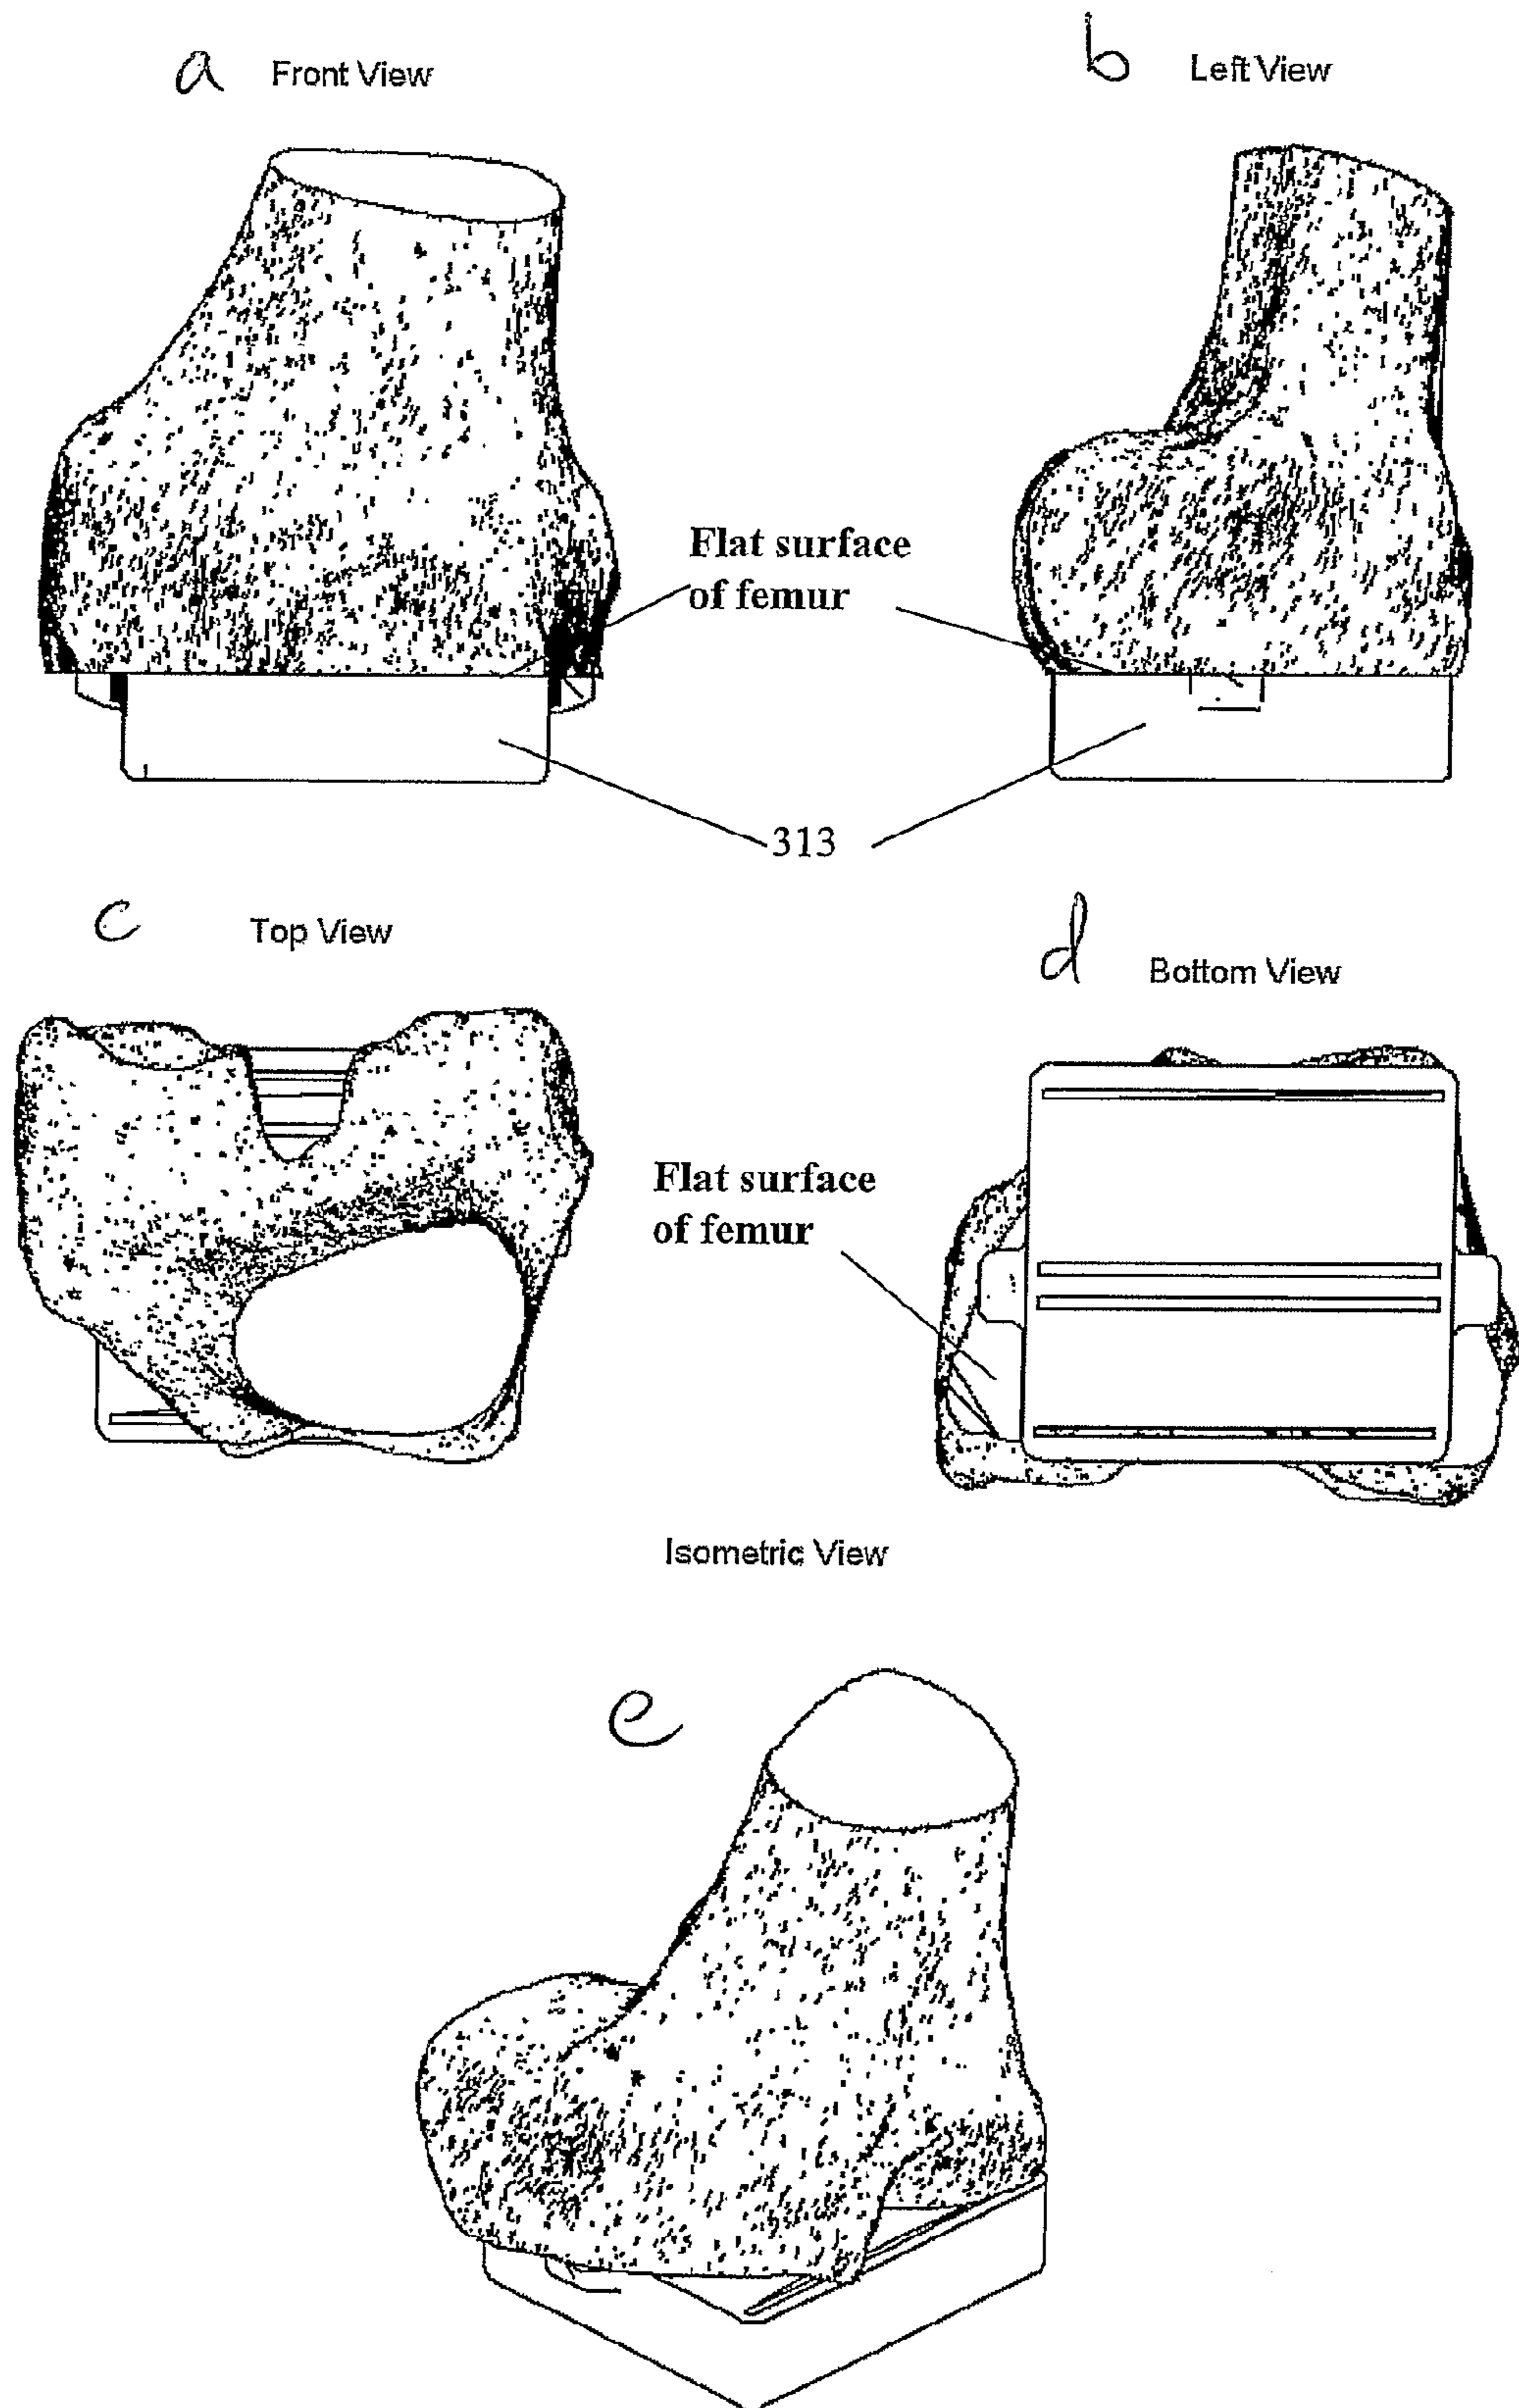 a Front View
b Left View
Flat surface
of femur
313
c Top View
d Bottom View
Flat surface
of femur
Isometric View
e